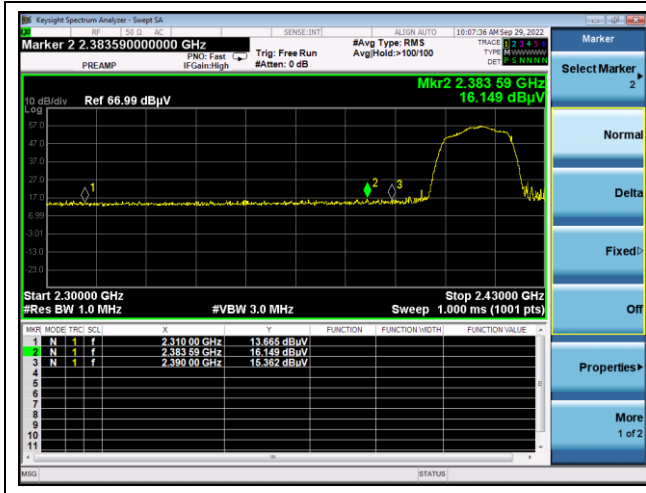 Keysight Spectrum Analyzer - Swept SA
RF 50 Ω AC SENSE:INT ALIGN AUTO 10:07:36 AM Sep 29, 2022
Marker 2 2.383590000000 GHz
PREAMP
PNO: Fast
IFGain:High
Trig: Free Run
#Atten: 0 dB
#Avg Type: RMS
Avg|Hold:>100/100
TRACE 1 2 3 4 5 6
TYPE M WWWWW
DET P S N N N N
Mkr2 2.383 59 GHz
16.149 dBµV
10 dB/div Ref 66.99 dBµV
Log
57.0
47.0
37.0
27.0
17.0
6.99
-3.01
-13.0
-23.0
1
2
3
Start 2.30000 GHz Stop 2.43000 GHz
#Res BW 1.0 MHz #VBW 3.0 MHz Sweep 1.000 ms (1001 pts)
MKR MODE TRC SCL X Y FUNCTION FUNCTION WIDTH FUNCTION VALUE
1 N 1 f 2.310 00 GHz 13.665 dBµV
2 N 1 f 2.383 59 GHz 16.149 dBµV
3 N 1 f 2.390 00 GHz 15.362 dBµV
4
5
6
7
8
9
10
11
MSG STATUS
Marker
Select Marker
2
Normal
Delta
Fixed
Off
Properties
More
1 of 2